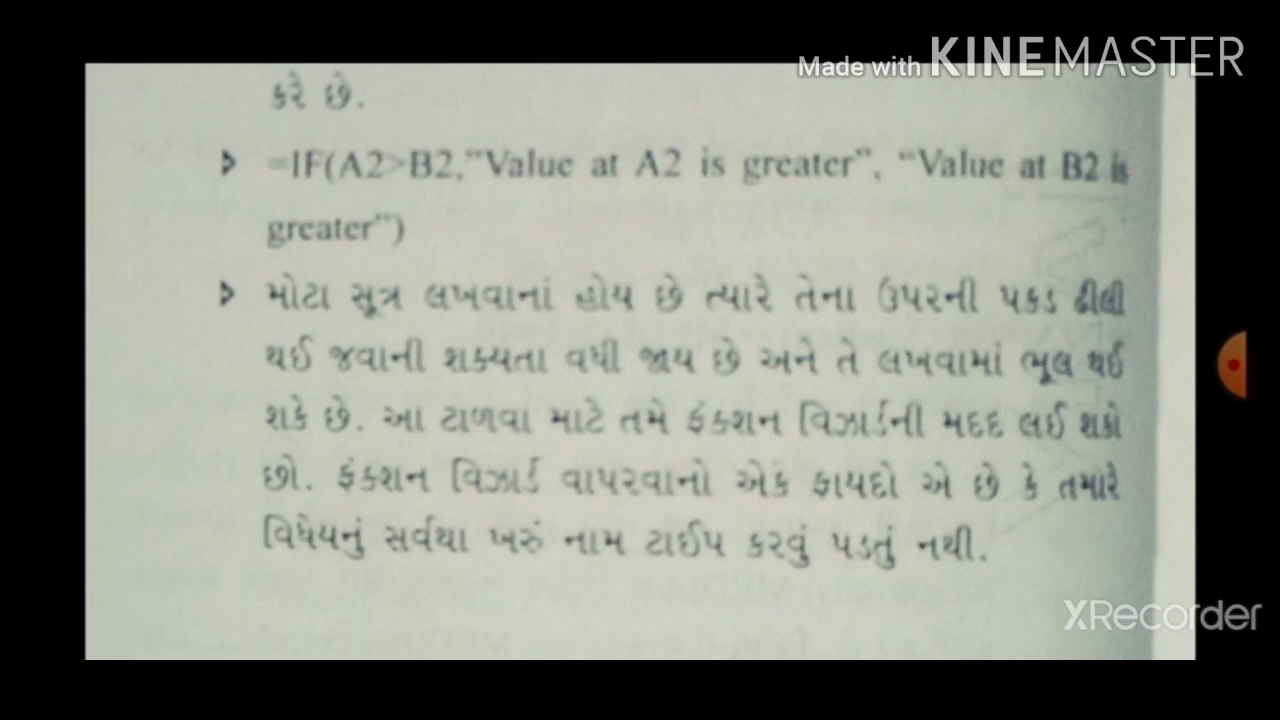 Made with KINEMASTER
કરે છે.
=IF(A2>B2,"Value at A2 is greater", "Value at B2 is
greater")
મોટા સૂત્ર લખવાનાં હોય છે ત્યારે તેના ઉપરની પકડ ઢીલી
થઈ જવાની શક્યતા વધી જાય છે અને તે લખવામાં ભૂલ થઈ
શકે છે. આ ટાળવા માટે તમે ફંક્શન વિઝાર્ડની મદદ લઈ શકો
છો. ફંક્શન વિઝાર્ડ વાપરવાનો એક ફાયદો એ છે કે તમારે
વિધેયનું સર્વથા ખરું નામ ટાઈપ કરવું પડતું નથી.
XRecorder